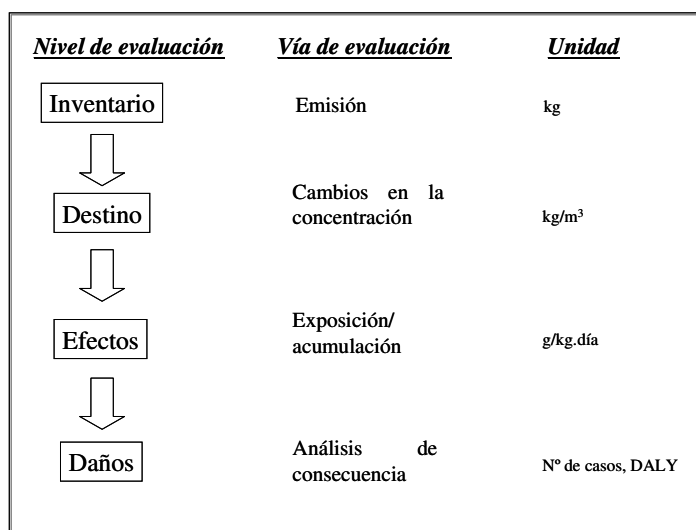 Nivel de evaluación Vía de evaluación Unidad
Inventario Emisión kg
Destino Cambios en la concentración kg/m³
Efectos Exposición/ acumulación g/kg.día
Daños Análisis de consecuencia Nº de casos, DALY